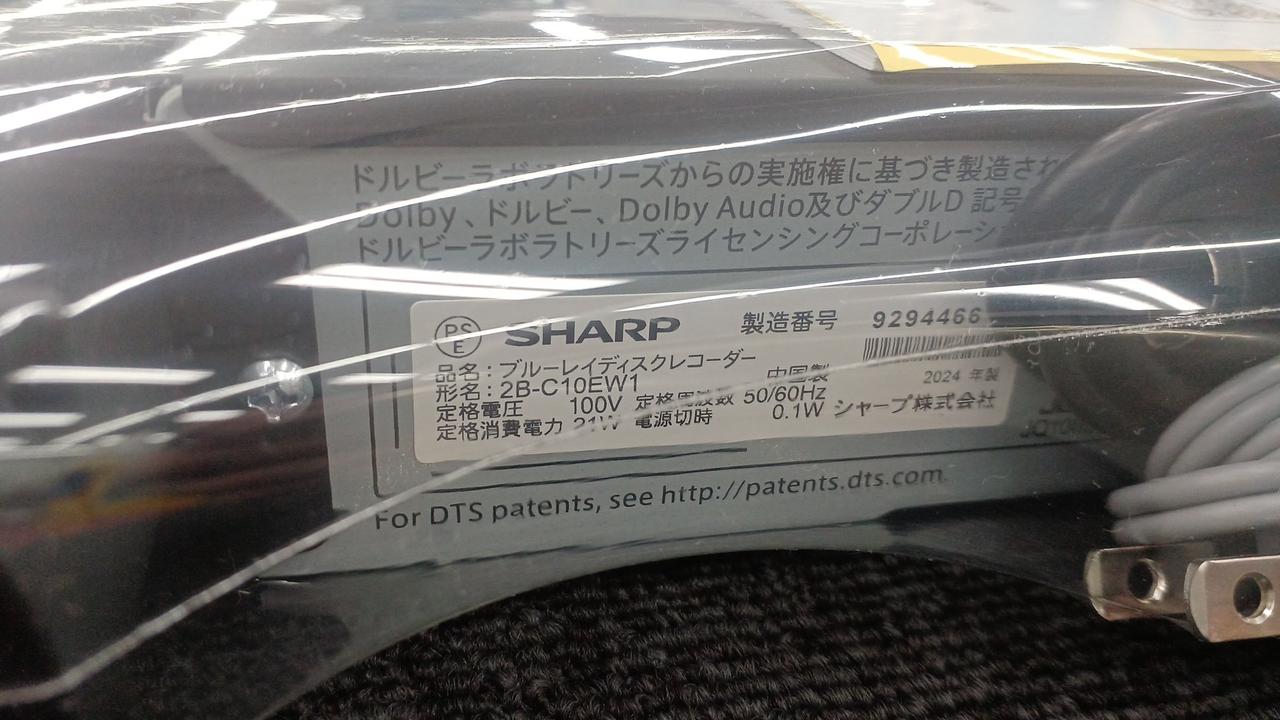 ドルビーラボラトリーズからの実施権に基づき製造され
Dolby、ドルビー、Dolby Audio及びダブルD 記号
ドルビーラボラトリーズライセンシングコーポレーシ
PS
E
SHARP
製造番号 9294466
品名：ブルーレイディスクレコーダー
形名：2B-C10EW1 中国製
2024 年製
定格電圧 100V 定格周波数 50/60Hz
定格消費電力 21W 電源切時 0.1W シャープ株式会社
For DTS patents, see http://patents.dts.com.